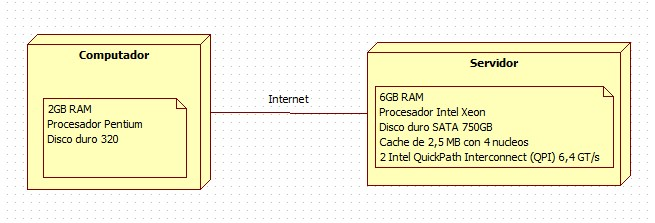 Computador
2GB RAM
Procesador Pentium
Disco duro 320
Internet
Servidor
6GB RAM
Procesador Intel Xeon
Disco duro SATA 750GB
Cache de 2,5 MB con 4 nucleos
2 Intel QuickPath Interconnect (QPI) 6,4 GT/s